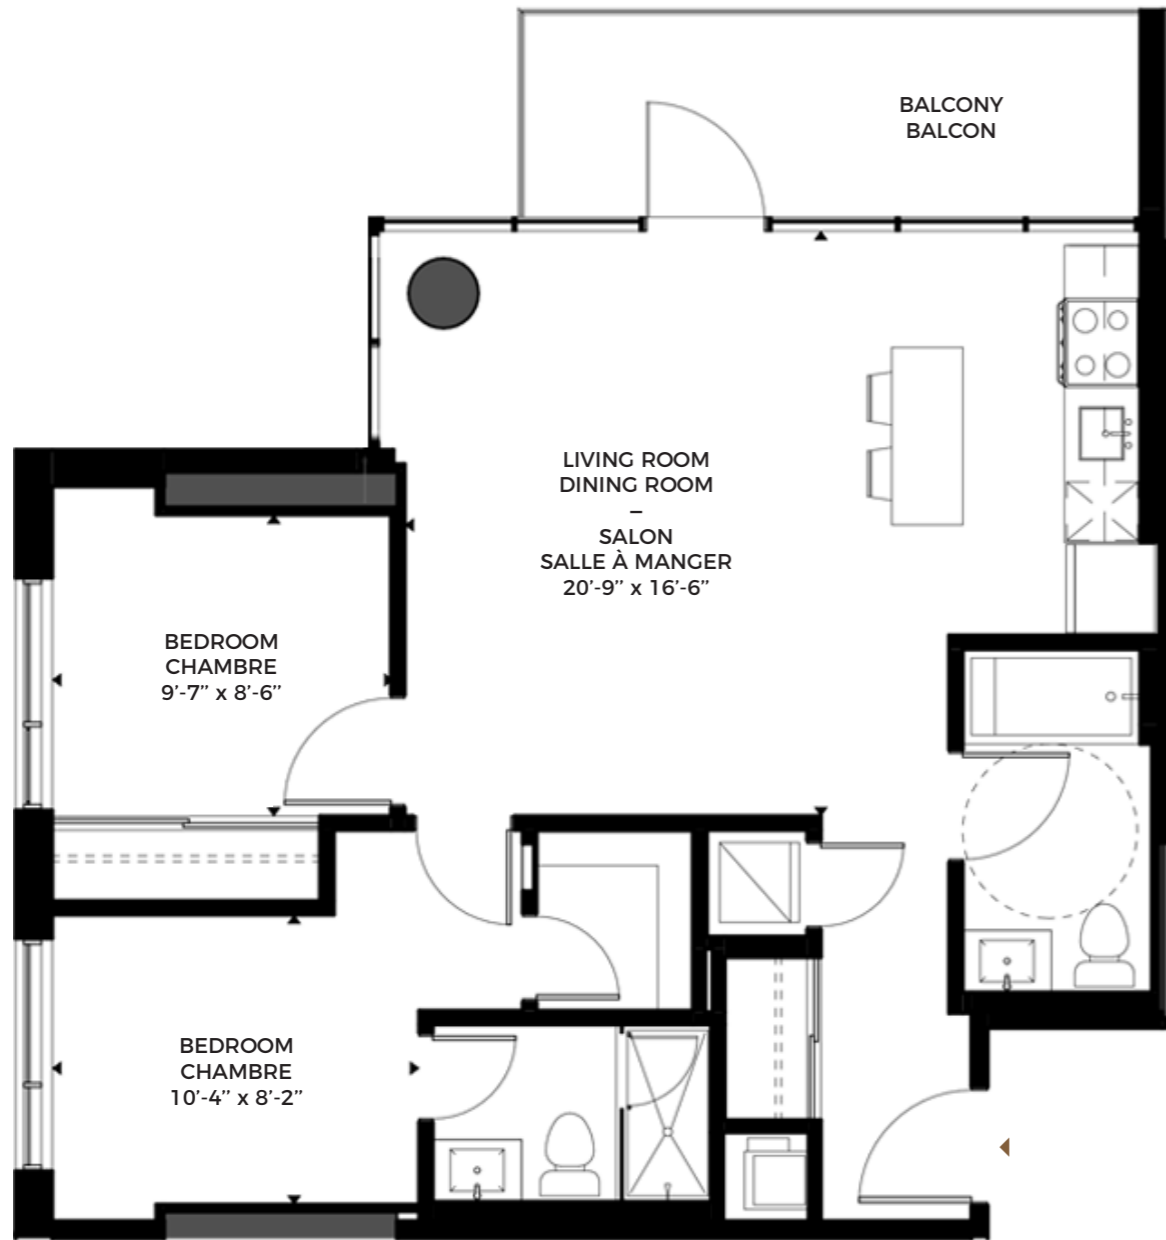 BALCONY
BALCON
LIVING ROOM
DINING ROOM
–
SALON
SALLE À MANGER
20’-9” x 16’-6”
BEDROOM
CHAMBRE
9’-7” x 8’-6”
BEDROOM
CHAMBRE
10’-4” x 8’-2”